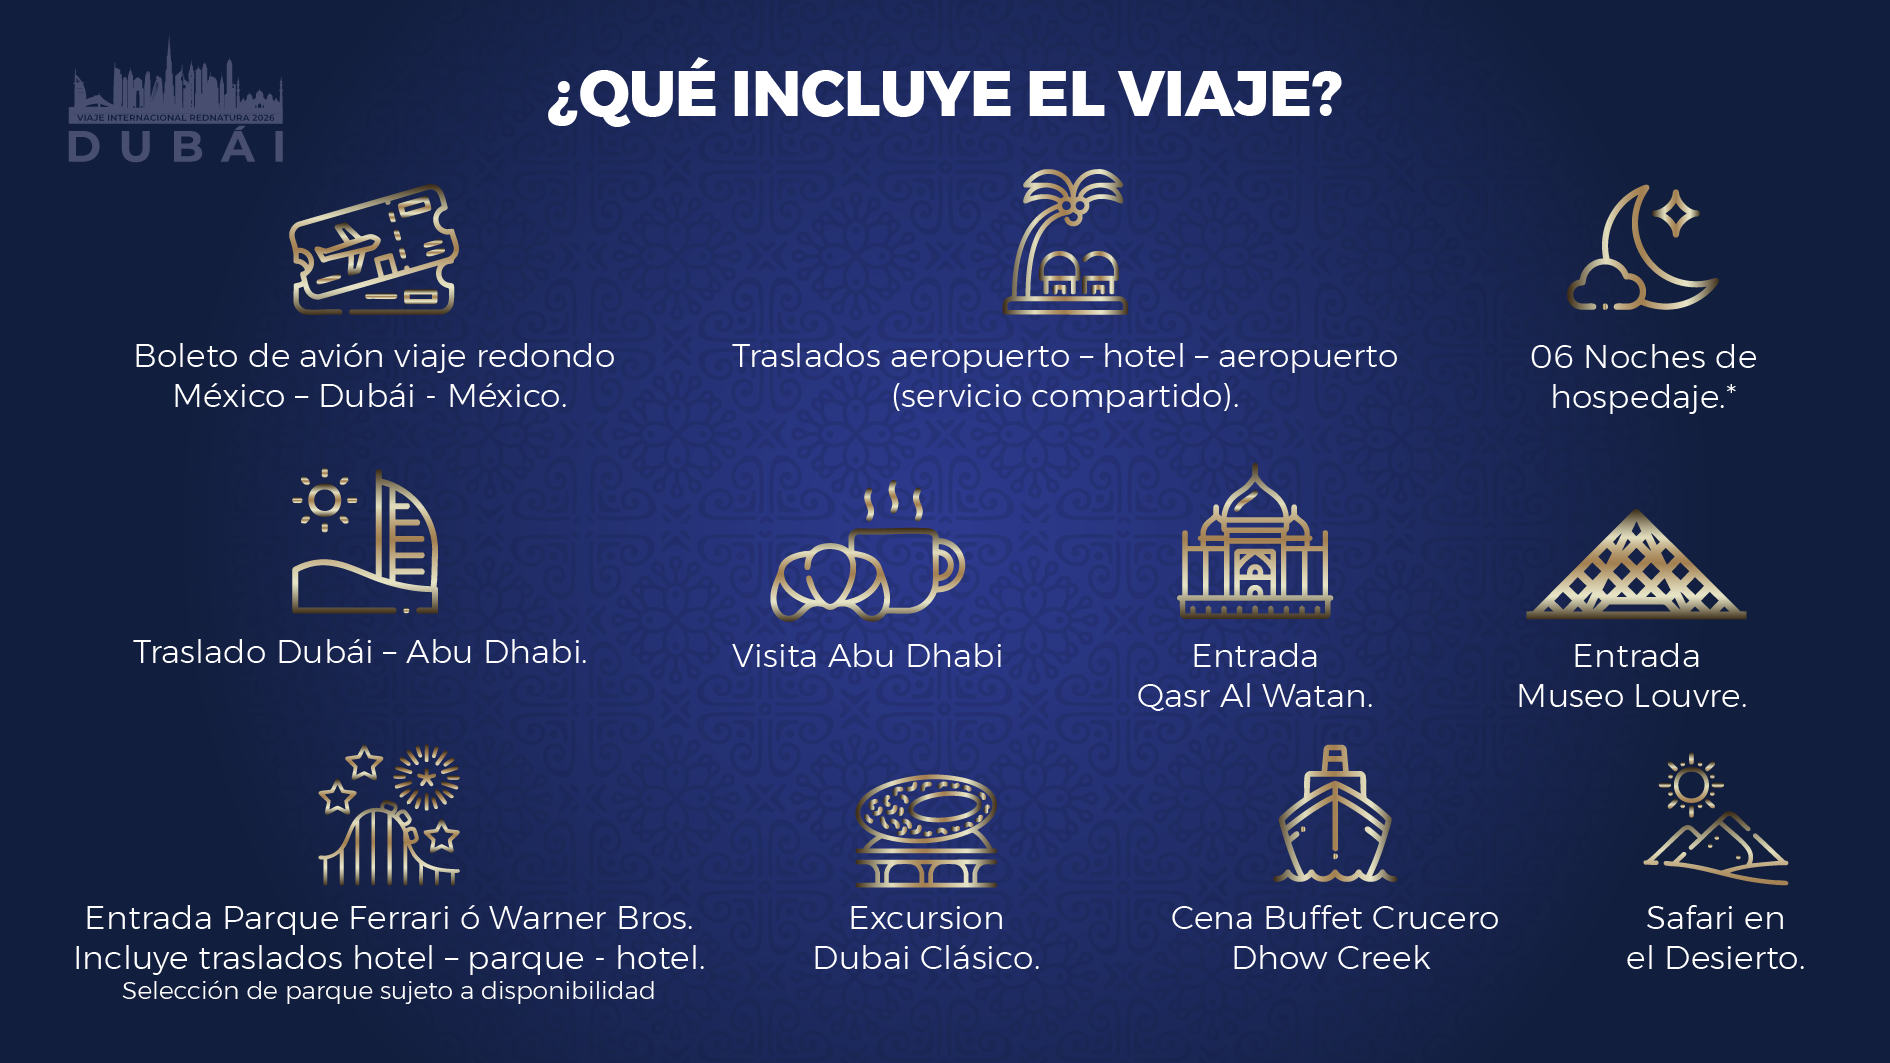 VIAJE INTERNACIONAL REDNATURA 2026
DUBÁI
¿QUÉ INCLUYE EL VIAJE?
Boleto de avión viaje redondo
México – Dubái - México.
Traslados aeropuerto – hotel – aeropuerto
(servicio compartido).
06 Noches de
hospedaje.*
Traslado Dubái – Abu Dhabi.
Visita Abu Dhabi
Entrada
Qasr Al Watan.
Entrada
Museo Louvre.
Entrada Parque Ferrari ó Warner Bros.
Incluye traslados hotel – parque - hotel.
Selección de parque sujeto a disponibilidad
Excursion
Dubai Clásico.
Cena Buffet Crucero
Dhow Creek
Safari en
el Desierto.